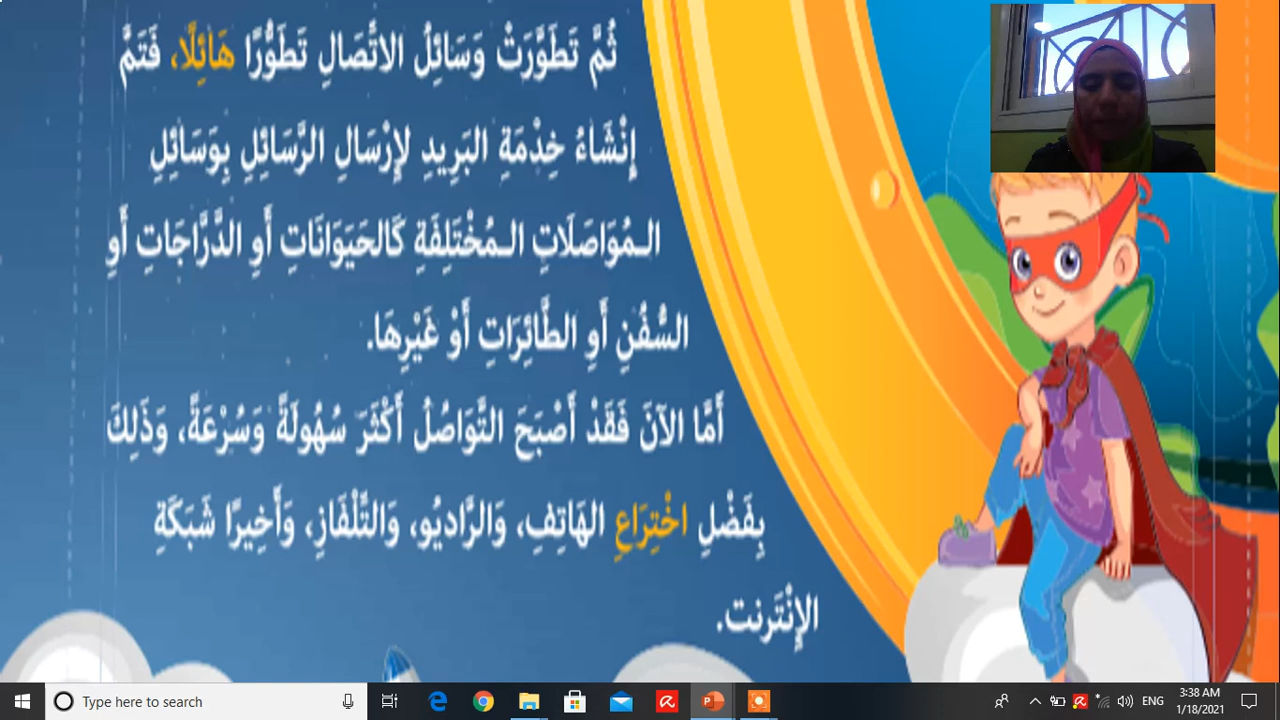 ثُمَّ تَطَوَّرَتْ وَسَائِلُ الاتِّصَالِ تَطَوُّرًا هَائِلًا، فَتَمَّ
إِنْشَاءُ خِدْمَةِ البَرِيدِ لِإِرْسَالِ الرَّسَائِلِ بِوَسَائِلِ
الـمُوَاصَلَاتِ الـمُخْتَلِفَةِ كَالحَيَوَانَاتِ أَوِ الدَّرَّاجَاتِ أَوِ
السُّفُنِ أَوِ الطَّائِرَاتِ أَوْ غَيْرِهَا.
أَمَّا الآنَ فَقَدْ أَصْبَحَ التَّوَاصُلُ أَكْثَرَ سُهُولَةً وَسُرْعَةً، وَذَلِكَ
بِفَضْلِ اخْتِرَاعِ الهَاتِفِ، وَالرَّاديُو، وَالتِّلْفَازِ، وَأَخِيرًا شَبَكَةِ
الإِنْتَرنت.
Type here to search
ENG
3:38 AM
1/18/2021